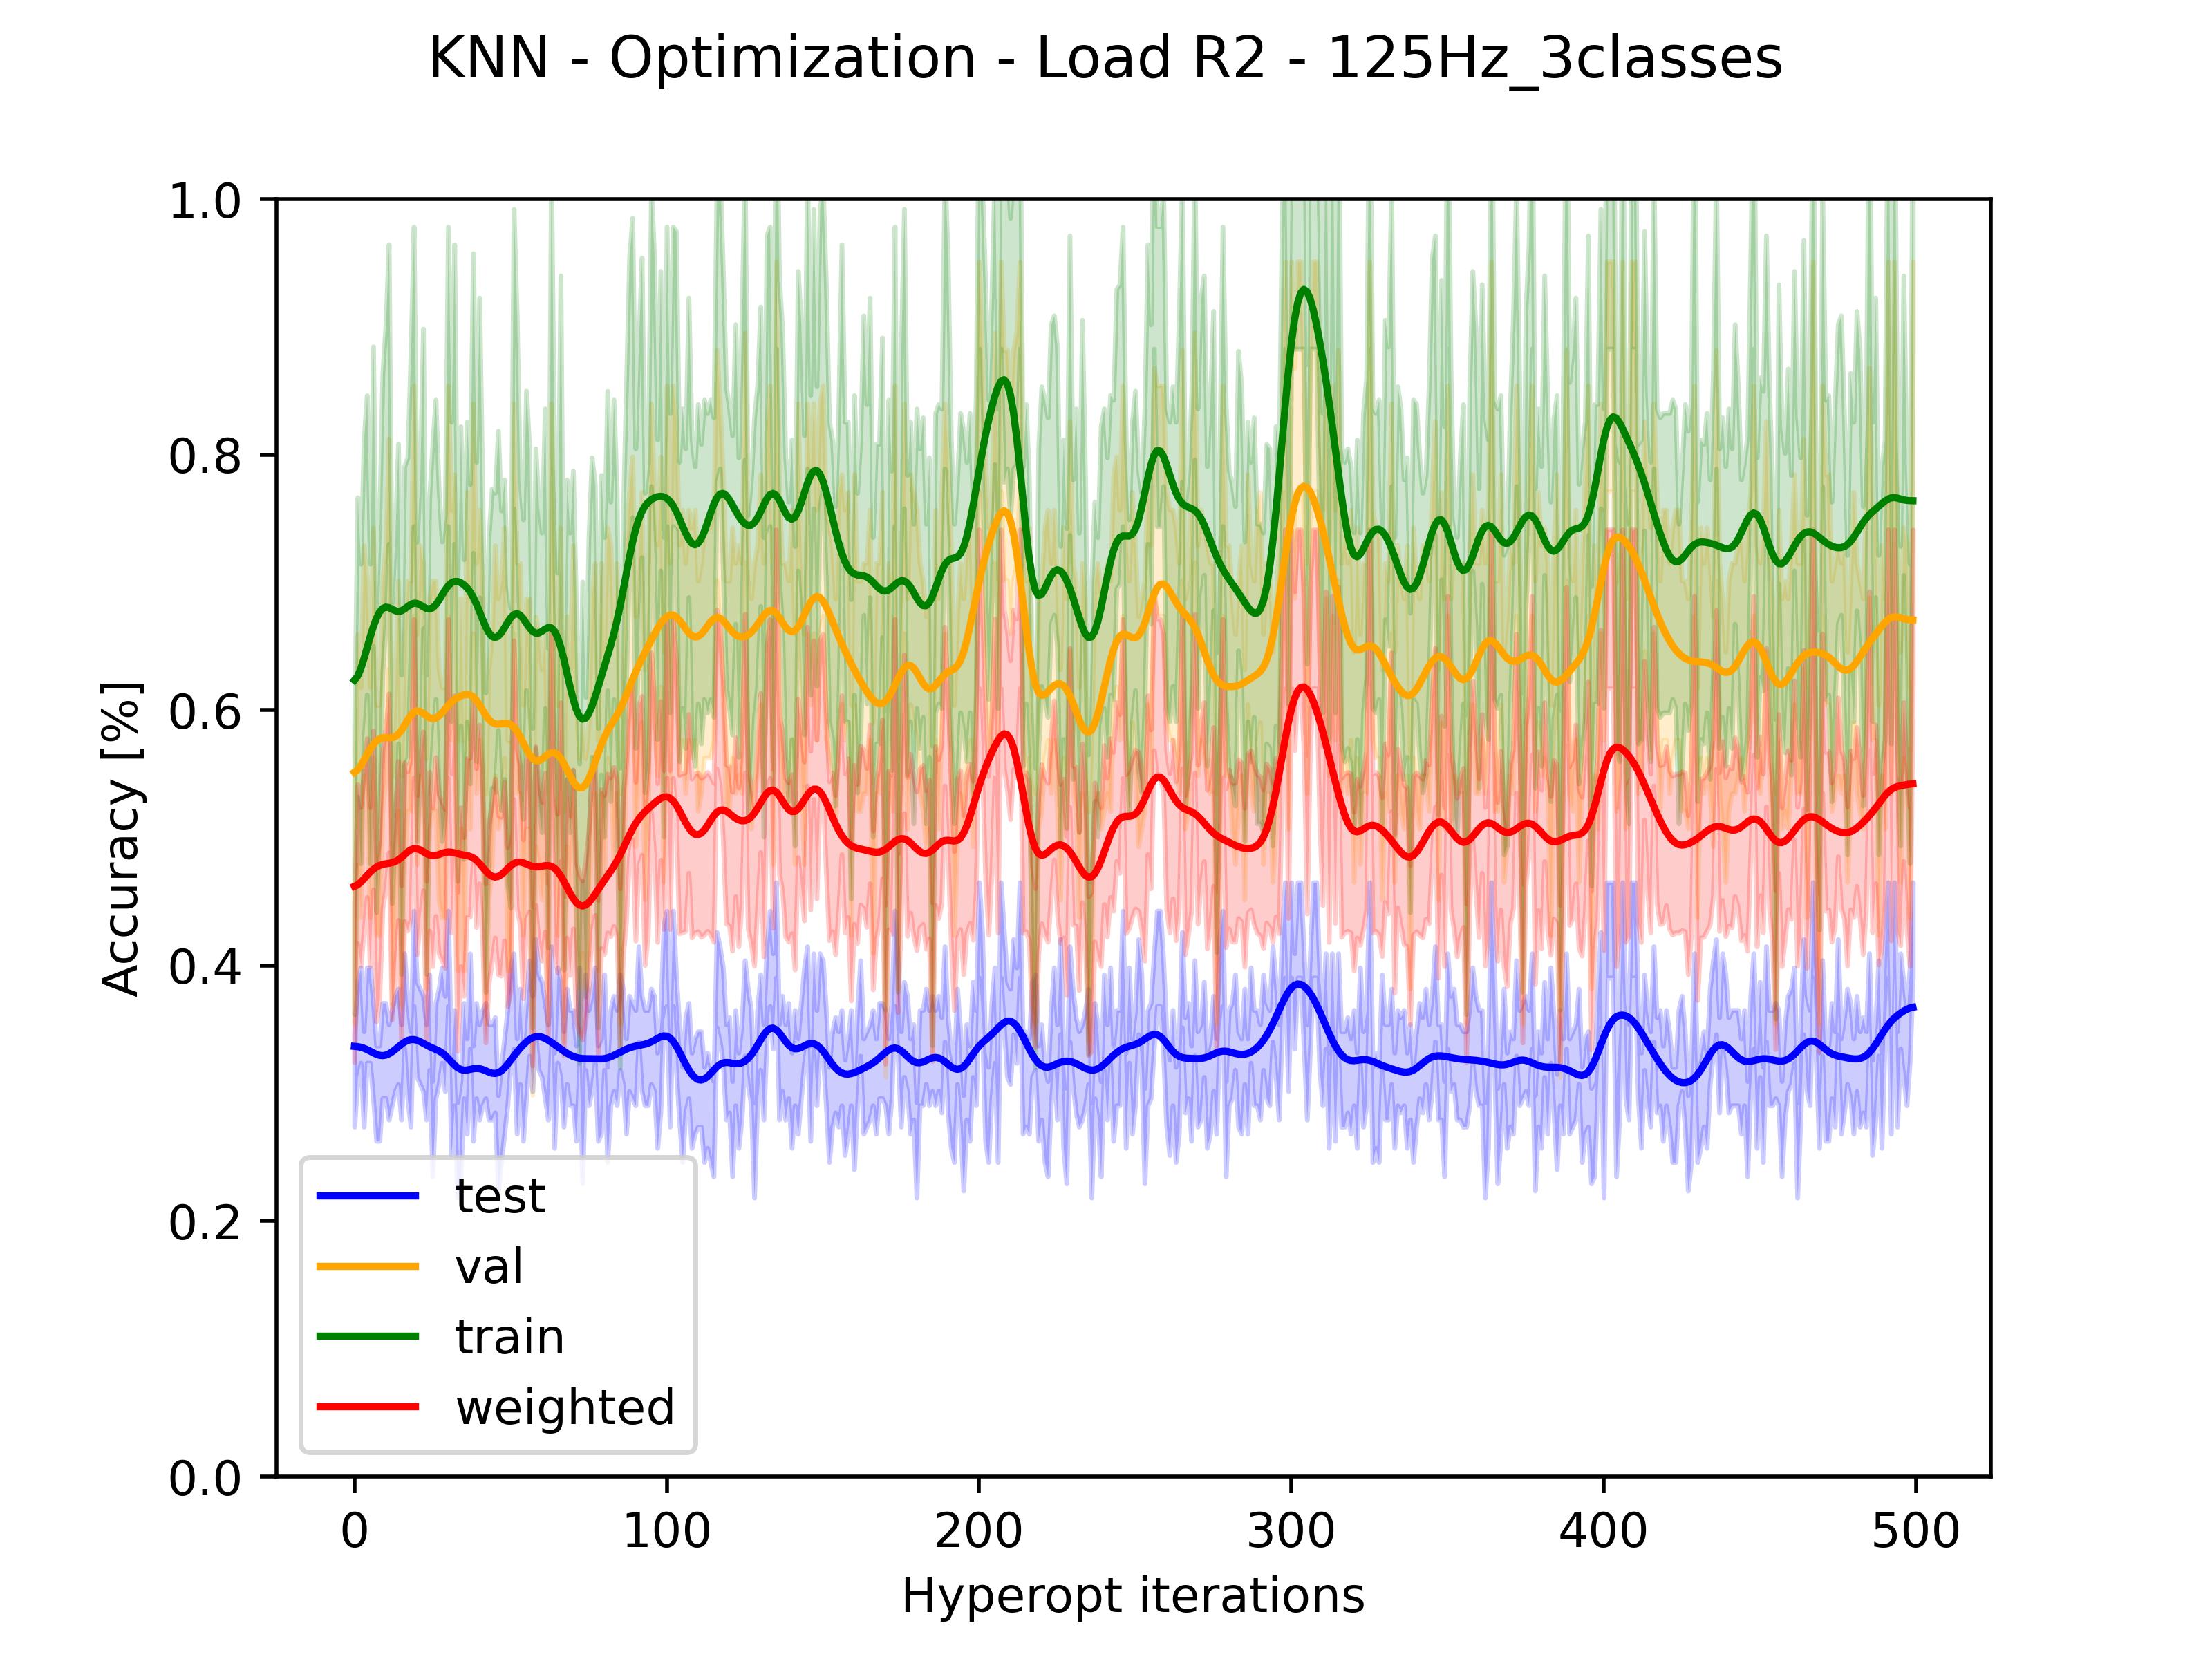 KNN - Optimization - Load R2 - 125Hz_3classes
1.0
0.8
0.6
0.4
0.2
0.0
Accuracy [%]
test
val
train
weighted
0 100 200 300 400 500
Hyperopt iterations